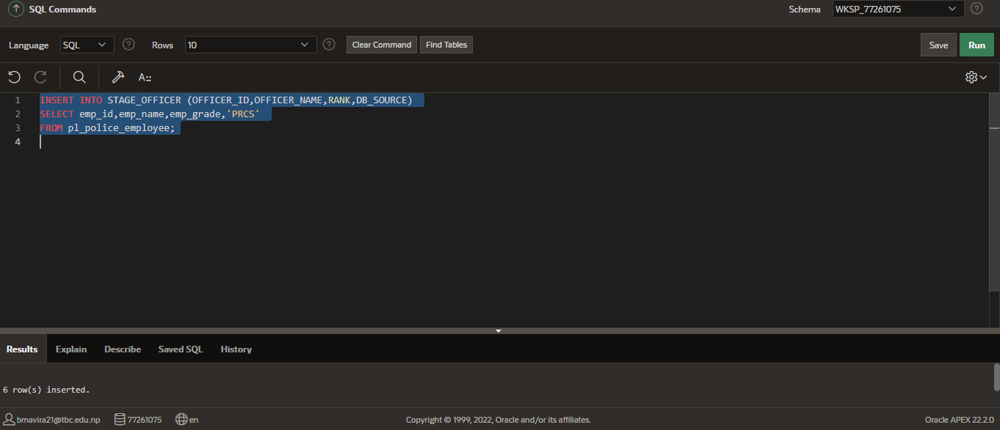 SQL Commands
Schema WKSP_77261075
Language SQL Rows 10 Clear Command Find Tables Save Run
1 INSERT INTO STAGE_OFFICER (OFFICER_ID,OFFICER_NAME,RANK,DB_SOURCE)
2 SELECT emp_id,emp_name,emp_grade,'PRCS'
3 FROM pl_police_employee;
4
Results Explain Describe Saved SQL History
6 row(s) inserted.
bmavira21@tbc.edu.np 77261075 en Copyright © 1999, 2022, Oracle and/or its affiliates. Oracle APEX 22.2.0